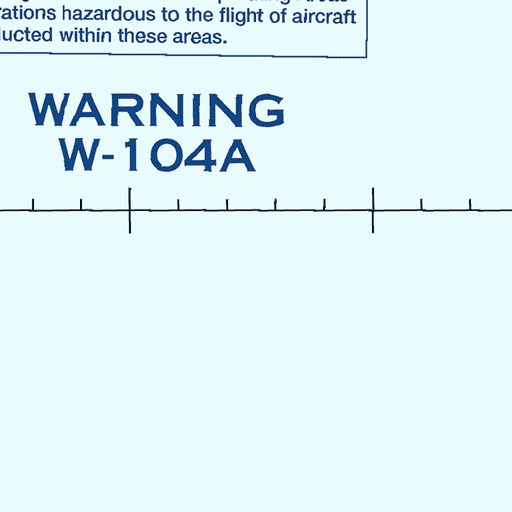 rations hazardous to the flight of aircraft
ducted within these areas.
WARNING
W-104A